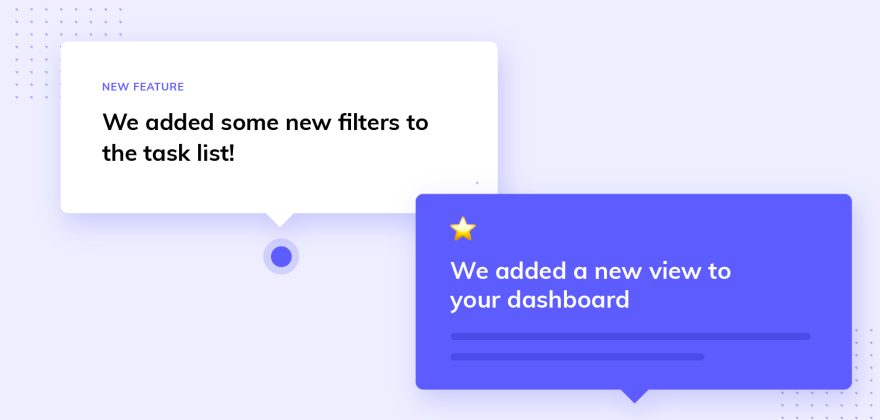 NEW FEATURE
We added some new filters to
the task list!
We added a new view to
your dashboard